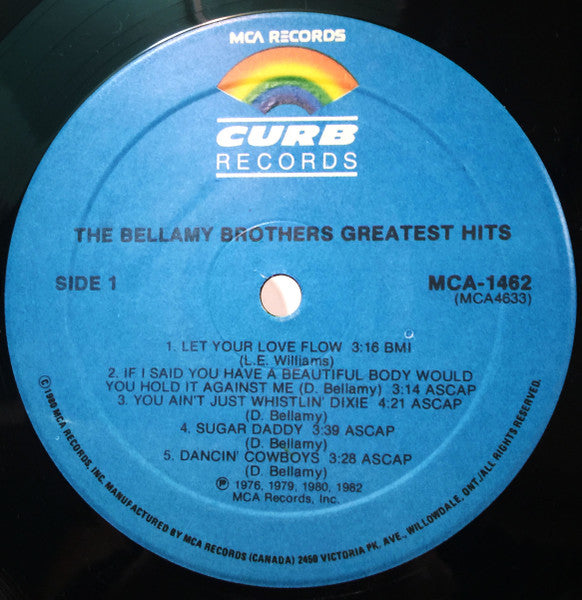 MCA RECORDS
CURB
RECORDS
THE BELLAMY BROTHERS GREATEST HITS
SIDE 1
MCA-1462
(MCA4633)
1. LET YOUR LOVE FLOW 3:16 BMI
(L.E. Williams)
2. IF I SAID YOU HAVE A BEAUTIFUL BODY WOULD
YOU HOLD IT AGAINST ME (D. Bellamy) 3:14 ASCAP
3. YOU AIN'T JUST WHISTLIN' DIXIE 4:21 ASCAP
(D. Bellamy)
4. SUGAR DADDY 3:39 ASCAP
(D. Bellamy)
5. DANCIN' COWBOYS 3:28 ASCAP
(D. Bellamy)
Ⓟ 1976, 1979, 1980, 1982
MCA Records, Inc.
©1980 MCA RECORDS, INC. MANUFACTURED BY MCA RECORDS (CANADA) 2450 VICTORIA PK. AVE., WILLOWDALE, ONT./ALL RIGHTS RESERVED.